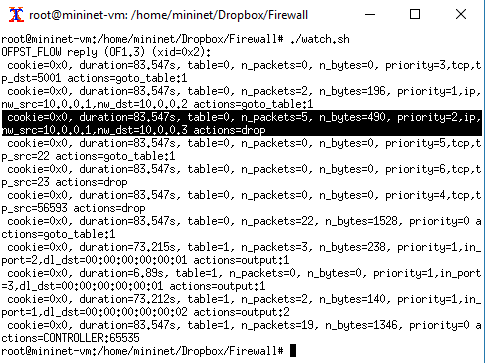 root@mininet-vm: /home/mininet/Dropbox/Firewall
root@mininet-vm:/home/mininet/Dropbox/Firewall# ./watch.sh
OFPST_FLOW reply (OF1.3) (xid=0x2):
 cookie=0x0, duration=83.547s, table=0, n_packets=0, n_bytes=0, priority=3,tcp,t
p_dst=5001 actions=goto_table:1
 cookie=0x0, duration=83.547s, table=0, n_packets=2, n_bytes=196, priority=1,ip,
nw_src=10.0.0.1,nw_dst=10.0.0.2 actions=goto_table:1
 cookie=0x0, duration=83.547s, table=0, n_packets=5, n_bytes=490, priority=2,ip,
nw_src=10.0.0.1,nw_dst=10.0.0.3 actions=drop
 cookie=0x0, duration=83.547s, table=0, n_packets=0, n_bytes=0, priority=5,tcp,t
p_src=22 actions=goto_table:1
 cookie=0x0, duration=83.547s, table=0, n_packets=0, n_bytes=0, priority=6,tcp,t
p_src=23 actions=drop
 cookie=0x0, duration=83.547s, table=0, n_packets=0, n_bytes=0, priority=4,tcp,t
p_src=56593 actions=drop
 cookie=0x0, duration=83.547s, table=0, n_packets=22, n_bytes=1528, priority=0 a
ctions=goto_table:1
 cookie=0x0, duration=73.215s, table=1, n_packets=3, n_bytes=238, priority=1,in_
port=2,dl_dst=00:00:00:00:00:01 actions=output:1
 cookie=0x0, duration=6.89s, table=1, n_packets=0, n_bytes=0, priority=1,in_port
=3,dl_dst=00:00:00:00:00:01 actions=output:1
 cookie=0x0, duration=73.212s, table=1, n_packets=2, n_bytes=140, priority=1,in_
port=1,dl_dst=00:00:00:00:00:02 actions=output:2
 cookie=0x0, duration=83.547s, table=1, n_packets=19, n_bytes=1346, priority=0 a
ctions=CONTROLLER:65535
root@mininet-vm:/home/mininet/Dropbox/Firewall#